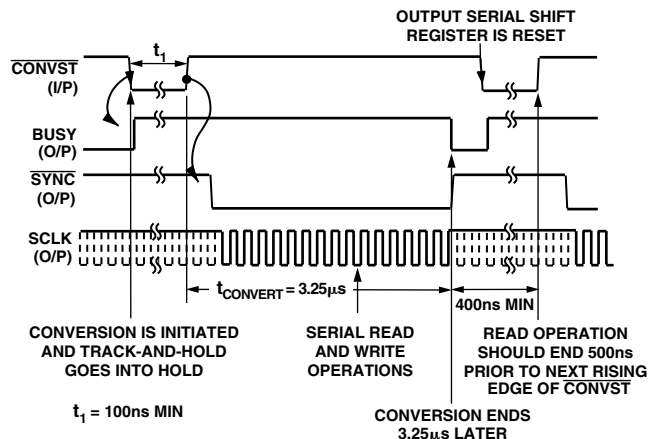 OUTPUT SERIAL SHIFT
REGISTER IS RESET
t1
CONVST
(I/P)
BUSY
(O/P)
SYNC
(O/P)
SCLK
(O/P)
tCONVERT = 3.25µs
400ns MIN
CONVERSION IS INITIATED
AND TRACK-AND-HOLD
GOES INTO HOLD
SERIAL READ
AND WRITE
OPERATIONS
READ OPERATION
SHOULD END 500ns
PRIOR TO NEXT RISING
EDGE OF CONVST
t1 = 100ns MIN
CONVERSION ENDS
3.25µs LATER